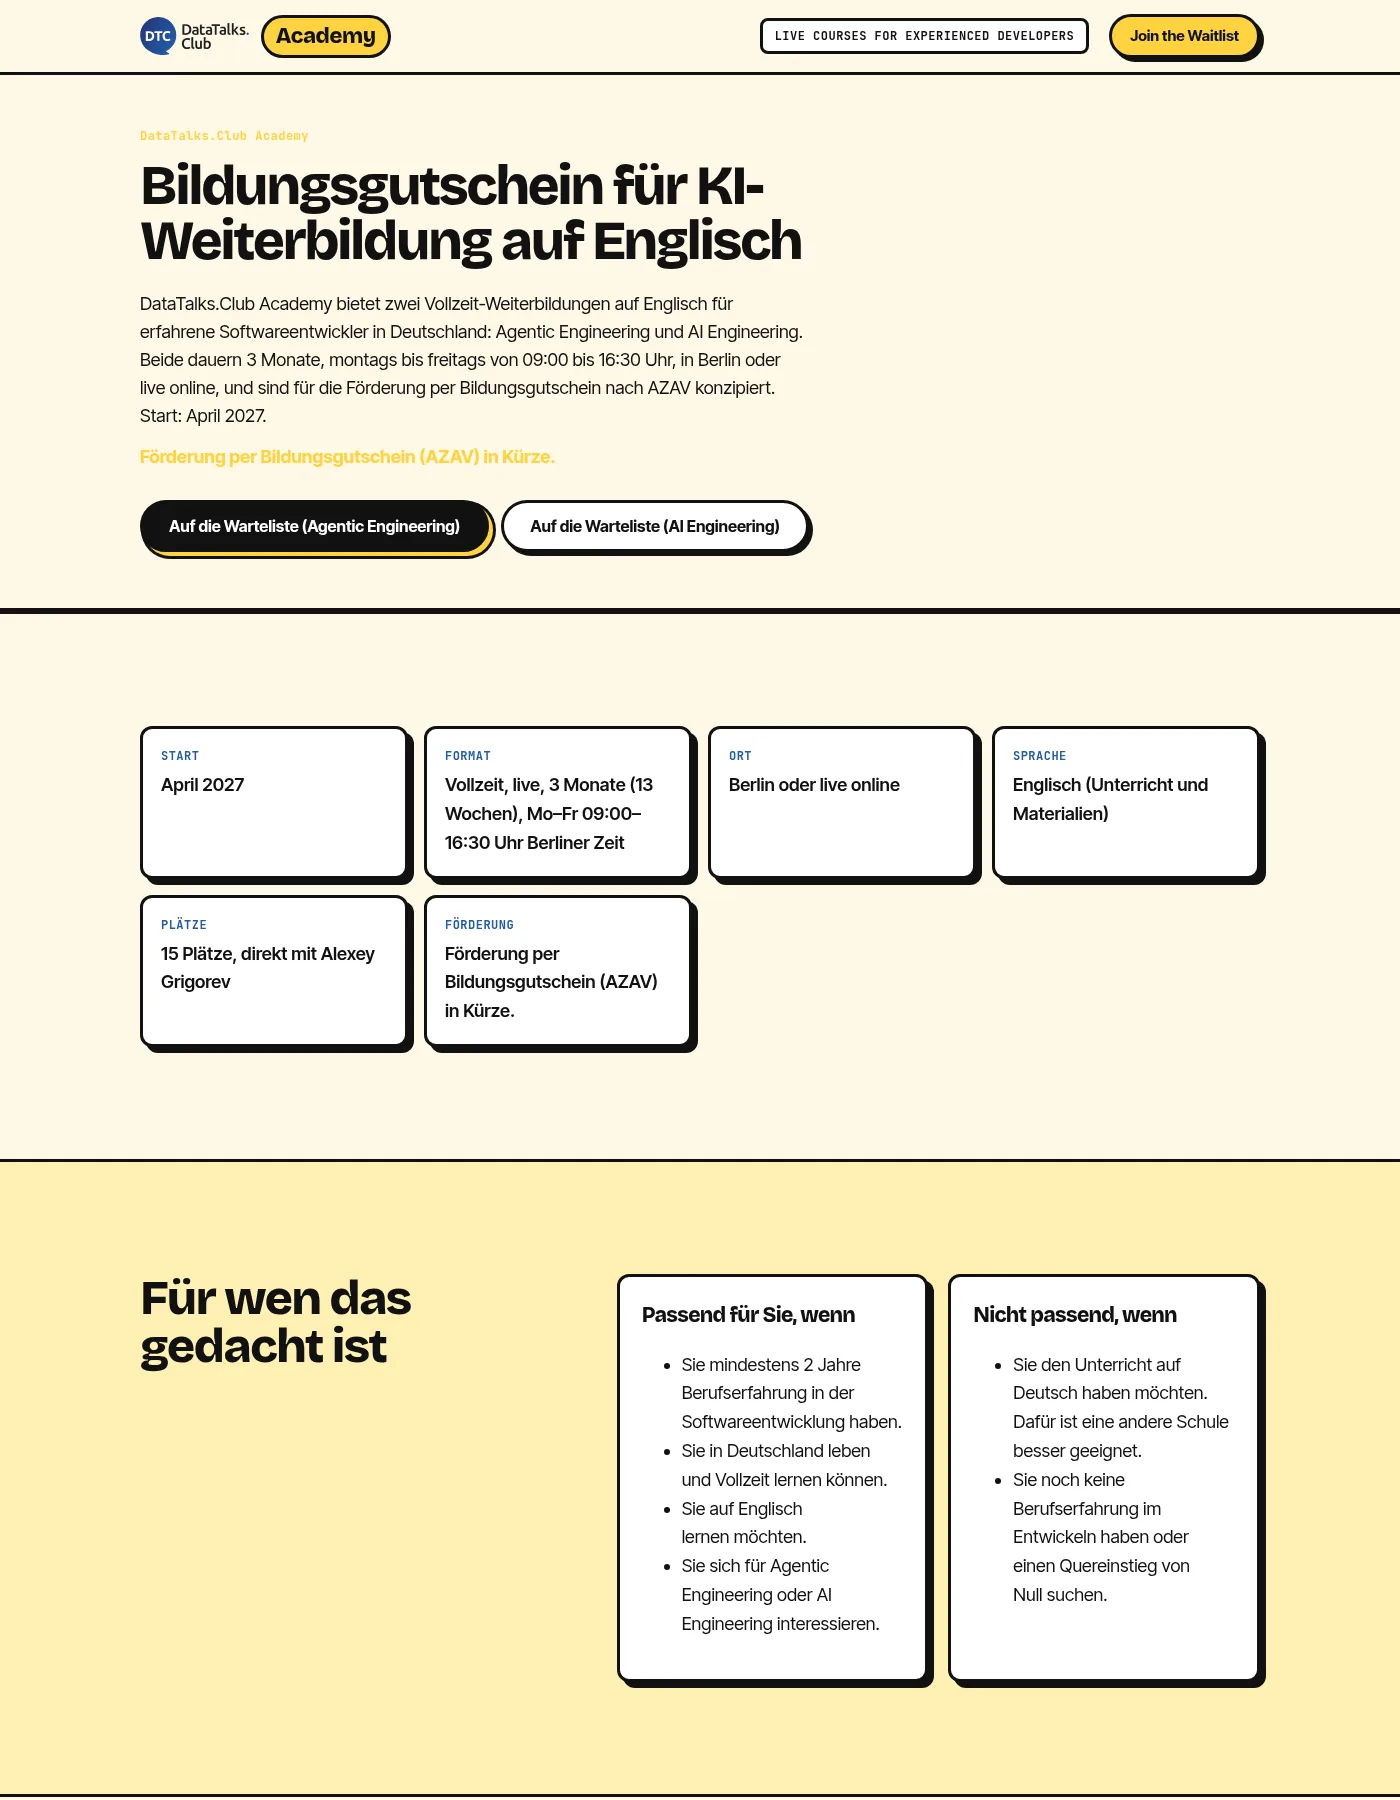 DTC DataTalks.
Club
Academy
LIVE COURSES FOR EXPERIENCED DEVELOPERS
Join the Waitlist
DataTalks.Club Academy
Bildungsgutschein für KI-
Weiterbildung auf Englisch
DataTalks.Club Academy bietet zwei Vollzeit-Weiterbildungen auf Englisch für
erfahrene Softwareentwickler in Deutschland: Agentic Engineering und AI Engineering.
Beide dauern 3 Monate, montags bis freitags von 09:00 bis 16:30 Uhr, in Berlin oder
live online, und sind für die Förderung per Bildungsgutschein nach AZAV konzipiert.
Start: April 2027.
Förderung per Bildungsgutschein (AZAV) in Kürze.
Auf die Warteliste (Agentic Engineering)
Auf die Warteliste (AI Engineering)
START
April 2027
FORMAT
Vollzeit, live, 3 Monate (13
Wochen), Mo–Fr 09:00–
16:30 Uhr Berliner Zeit
ORT
Berlin oder live online
SPRACHE
Englisch (Unterricht und
Materialien)
PLÄTZE
15 Plätze, direkt mit Alexey
Grigorev
FÖRDERUNG
Förderung per
Bildungsgutschein (AZAV)
in Kürze.
Für wen das
gedacht ist
Passend für Sie, wenn
• Sie mindestens 2 Jahre
Berufserfahrung in der
Softwareentwicklung haben.
• Sie in Deutschland leben
und Vollzeit lernen können.
• Sie auf Englisch
lernen möchten.
• Sie sich für Agentic
Engineering oder AI
Engineering interessieren.
Nicht passend, wenn
• Sie den Unterricht auf
Deutsch haben möchten.
Dafür ist eine andere Schule
besser geeignet.
• Sie noch keine
Berufserfahrung im
Entwickeln haben oder
einen Quereinstieg von
Null suchen.